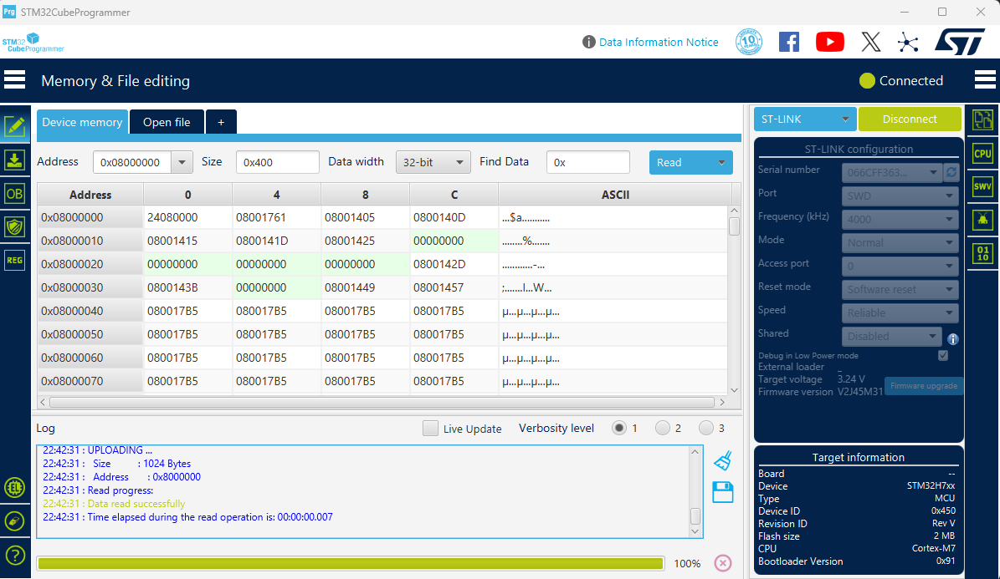 Prg STM32CubeProgrammer
STM32 CubeProgrammer
Data Information Notice
10
Memory & File editing
Connected
Device memory Open file +
ST-LINK Disconnect
Address 0x08000000 Size 0x400 Data width 32-bit Find Data 0x Read
Address 0 4 8 C ASCII
0x08000000 24080000 08001761 08001405 0800140D ...$a...........
0x08000010 08001415 0800141D 08001425 00000000 ........%.......
0x08000020 00000000 00000000 00000000 0800142D ............-...
0x08000030 0800143B 00000000 08001449 08001457 ;.......I...W...
0x08000040 080017B5 080017B5 080017B5 080017B5 µ...µ...µ...µ...
0x08000050 080017B5 080017B5 080017B5 080017B5 µ...µ...µ...µ...
0x08000060 080017B5 080017B5 080017B5 080017B5 µ...µ...µ...µ...
0x08000070 080017B5 080017B5 080017B5 080017B5 µ...µ...µ...µ...
Log
Live Update Verbosity level 1 2 3
22:42:31 : UPLOADING ...
22:42:31 : Size : 1024 Bytes
22:42:31 : Address : 0x8000000
22:42:31 : Read progress:
22:42:31 : Data read successfully
22:42:31 : Time elapsed during the read operation is: 00:00:00.007
100%
ST-LINK configuration
Serial number 066CFF363...
Port SWD
Frequency (kHz) 4000
Mode Normal
Access port 0
Reset mode Software reset
Speed Reliable
Shared Disabled
Debug in Low Power mode
External loader _
Target voltage 3.24 V
Firmware version V2J45M31 Firmware upgrade
Target information
Board --
Device STM32H7xx
Type MCU
Device ID 0x450
Revision ID Rev V
Flash size 2 MB
CPU Cortex-M7
Bootloader Version 0x91
OB
REG
EL
?
CPU
SWV
01
10
ST